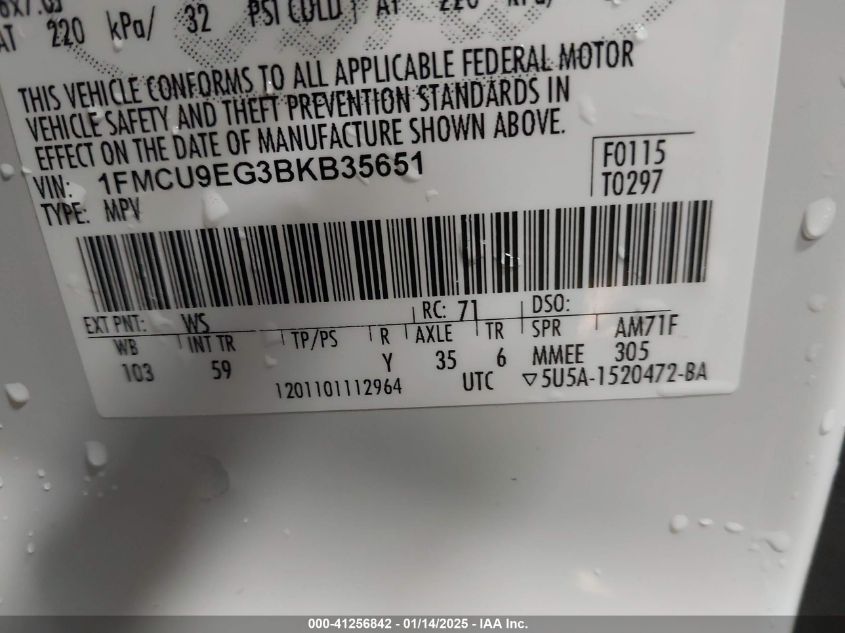 AT 220 kPa/ 32 PSI COLD AT 220 kPa/
THIS VEHICLE CONFORMS TO ALL APPLICABLE FEDERAL MOTOR
VEHICLE SAFETY AND THEFT PREVENTION STANDARDS IN
EFFECT ON THE DATE OF MANUFACTURE SHOWN ABOVE.
VIN: 1FMCU9EG3BKB35651
F0115
TYPE: MPV
T0297
EXT PNT: WS RC: 71 DSO:
WB INT TR TP/PS R AXLE TR SPR AM71F
103 59 Y 35 6 MMEE 305
1201101112964 UTC ▽5U5A-1520472-BA
000-41256842 - 01/14/2025 - IAA Inc.